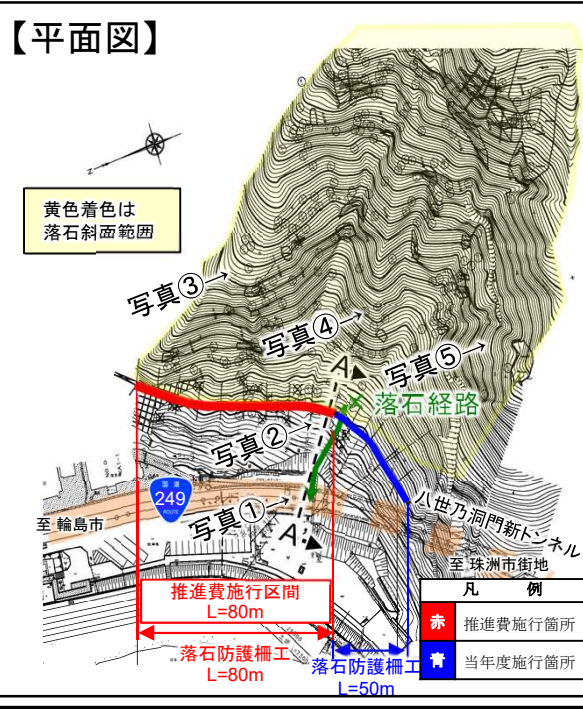 【平面図】
N
黄色着色は
落石斜面範囲
写真③→
写真④→
写真⑤→
A
落石経路
写真②→
国道
249
ROUTE
写真①→
八世乃洞門新トンネル
至 輪島市
A
至 珠洲市街地
推進費施行区間
L=80m
落石防護柵工
L=80m
落石防護柵工
L=50m
凡 例
赤 推進費施行箇所
青 当年度施行箇所